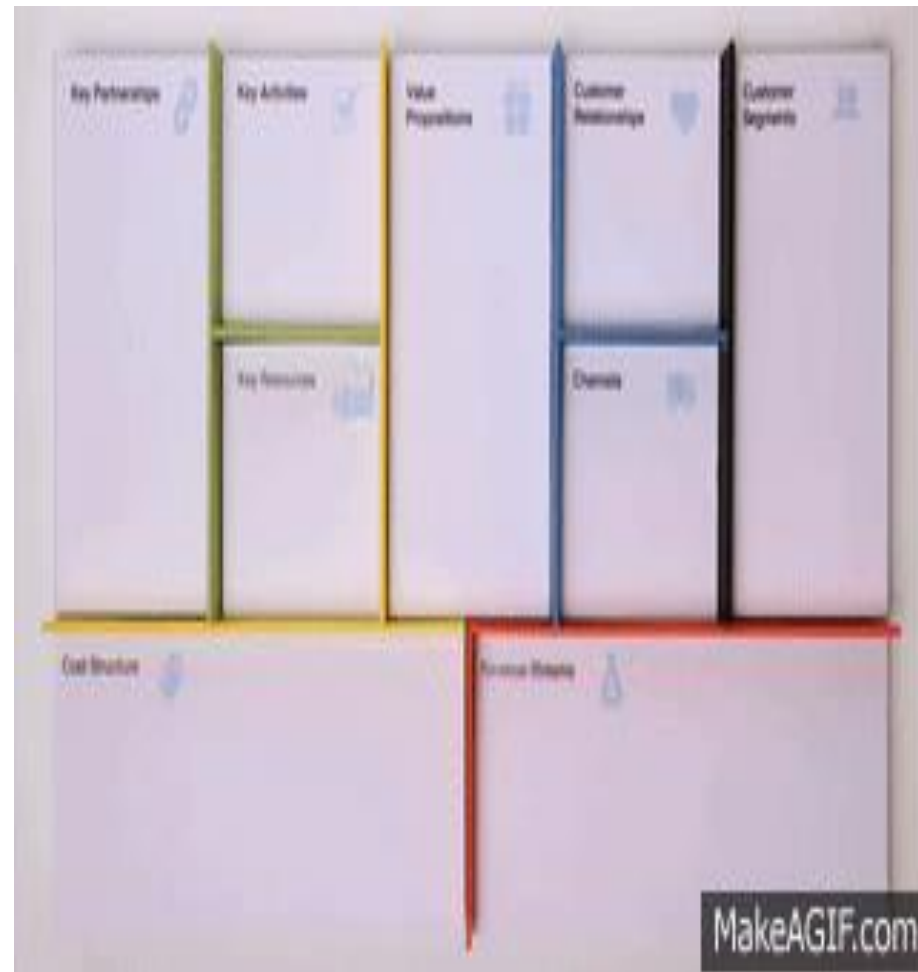 Key Partnerships
Key Activities
Value
Propositions
Customer
Relationships
Customer
Segments
Key Resources
Channels
Cost Structure
Revenue Streams
MakeAGIF.com